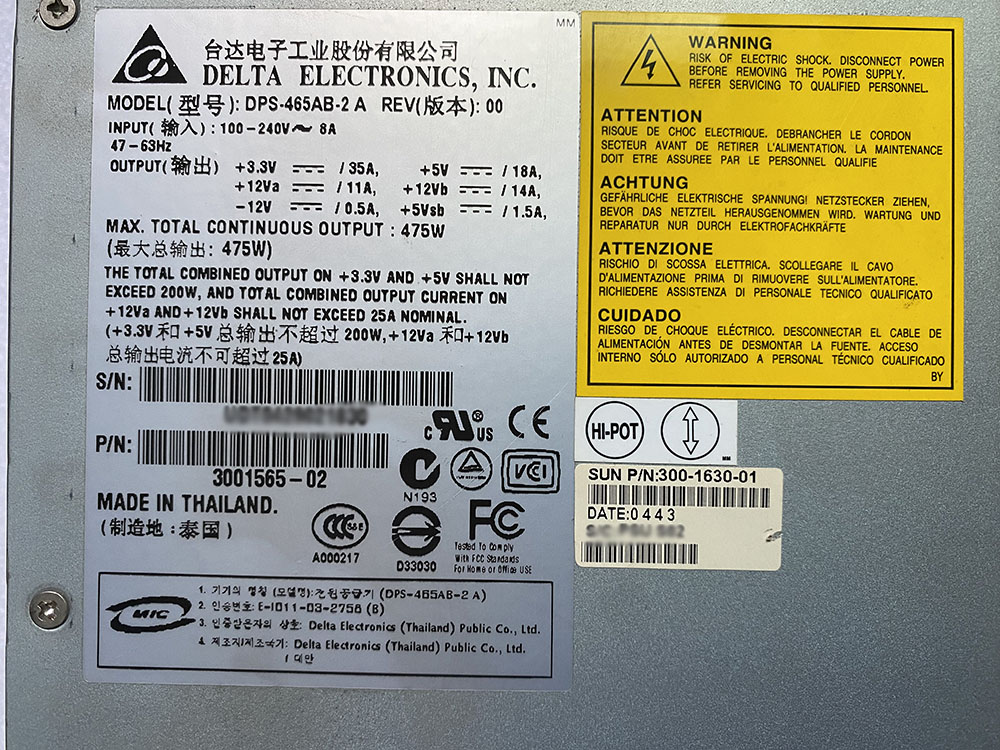 MM
台达电子工业股份有限公司
DELTA ELECTRONICS, INC.
MODEL(型号): DPS-465AB-2 A REV(版本): 00
INPUT(输入): 100-240V～ 8A
47-63Hz
OUTPUT(输出) +3.3V / 35A, +5V / 18A,
+12Va / 11A, +12Vb / 14A,
-12V / 0.5A, +5Vsb / 1.5A,
MAX. TOTAL CONTINUOUS OUTPUT : 475W
(最大总输出: 475W)
THE TOTAL COMBINED OUTPUT ON +3.3V AND +5V SHALL NOT
EXCEED 200W, AND TOTAL COMBINED OUTPUT CURRENT ON
+12Va AND +12Vb SHALL NOT EXCEED 25A NOMINAL.
(+3.3V 和 +5V 总输出不超过 200W, +12Va 和 +12Vb
总输出电流不可超过 25A)
S/N:
P/N:
3001565-02
MADE IN THAILAND.
(制造地:泰国)
c RU ® US CE
N193
VCI
CCC S&E
A000217
D33030
FC
Tested To Comply
With FCC Standards
For Home or Office USE
MIC
1. 기기의 명칭 (모델명): 전원공급기 (DPS-465AB-2 A)
2. 인증번호: E-I011-03-2758 (B)
3. 인증받은자의 상호: Delta Electronics (Thailand) Public Co., Ltd.
4. 제조자/제조국가: Delta Electronics (Thailand) Public Co., Ltd.
/ 대만
WARNING
RISK OF ELECTRIC SHOCK. DISCONNECT POWER
BEFORE REMOVING THE POWER SUPPLY.
REFER SERVICING TO QUALIFIED PERSONNEL.
ATTENTION
RISQUE DE CHOC ELECTRIQUE. DEBRANCHER LE CORDON
SECTEUR AVANT DE RETIRER L'ALIMENTATION. LA MAINTENANCE
DOIT ETRE ASSUREE PAR LE PERSONNEL QUALIFIE
ACHTUNG
GEFÄHRLICHE ELEKTRISCHE SPANNUNG! NETZSTECKER ZIEHEN,
BEVOR DAS NETZTEIL HERAUSGENOMMEN WIRD. WARTUNG UND
REPARATUR NUR DURCH ELEKTROFACHKRÄFTE
ATTENZIONE
RISCHIO DI SCOSSA ELETTRICA. SCOLLEGARE IL CAVO
D'ALIMENTAZIONE PRIMA DI RIMUOVERE SULL'ALIMENTATORE.
RICHIEDERE ASSISTENZA DI PERSONALE TECNICO QUALIFICATO
CUIDADO
RIESGO DE CHOQUE ELÉCTRICO. DESCONECTAR EL CABLE DE
ALIMENTACIÓN ANTES DE DESMONTAR LA FUENTE. ACCESO
INTERNO SÓLO AUTORIZADO A PERSONAL TÉCNICO CUALIFICADO
BY
HI-POT
SUN P/N:300-1630-01
DATE:0443